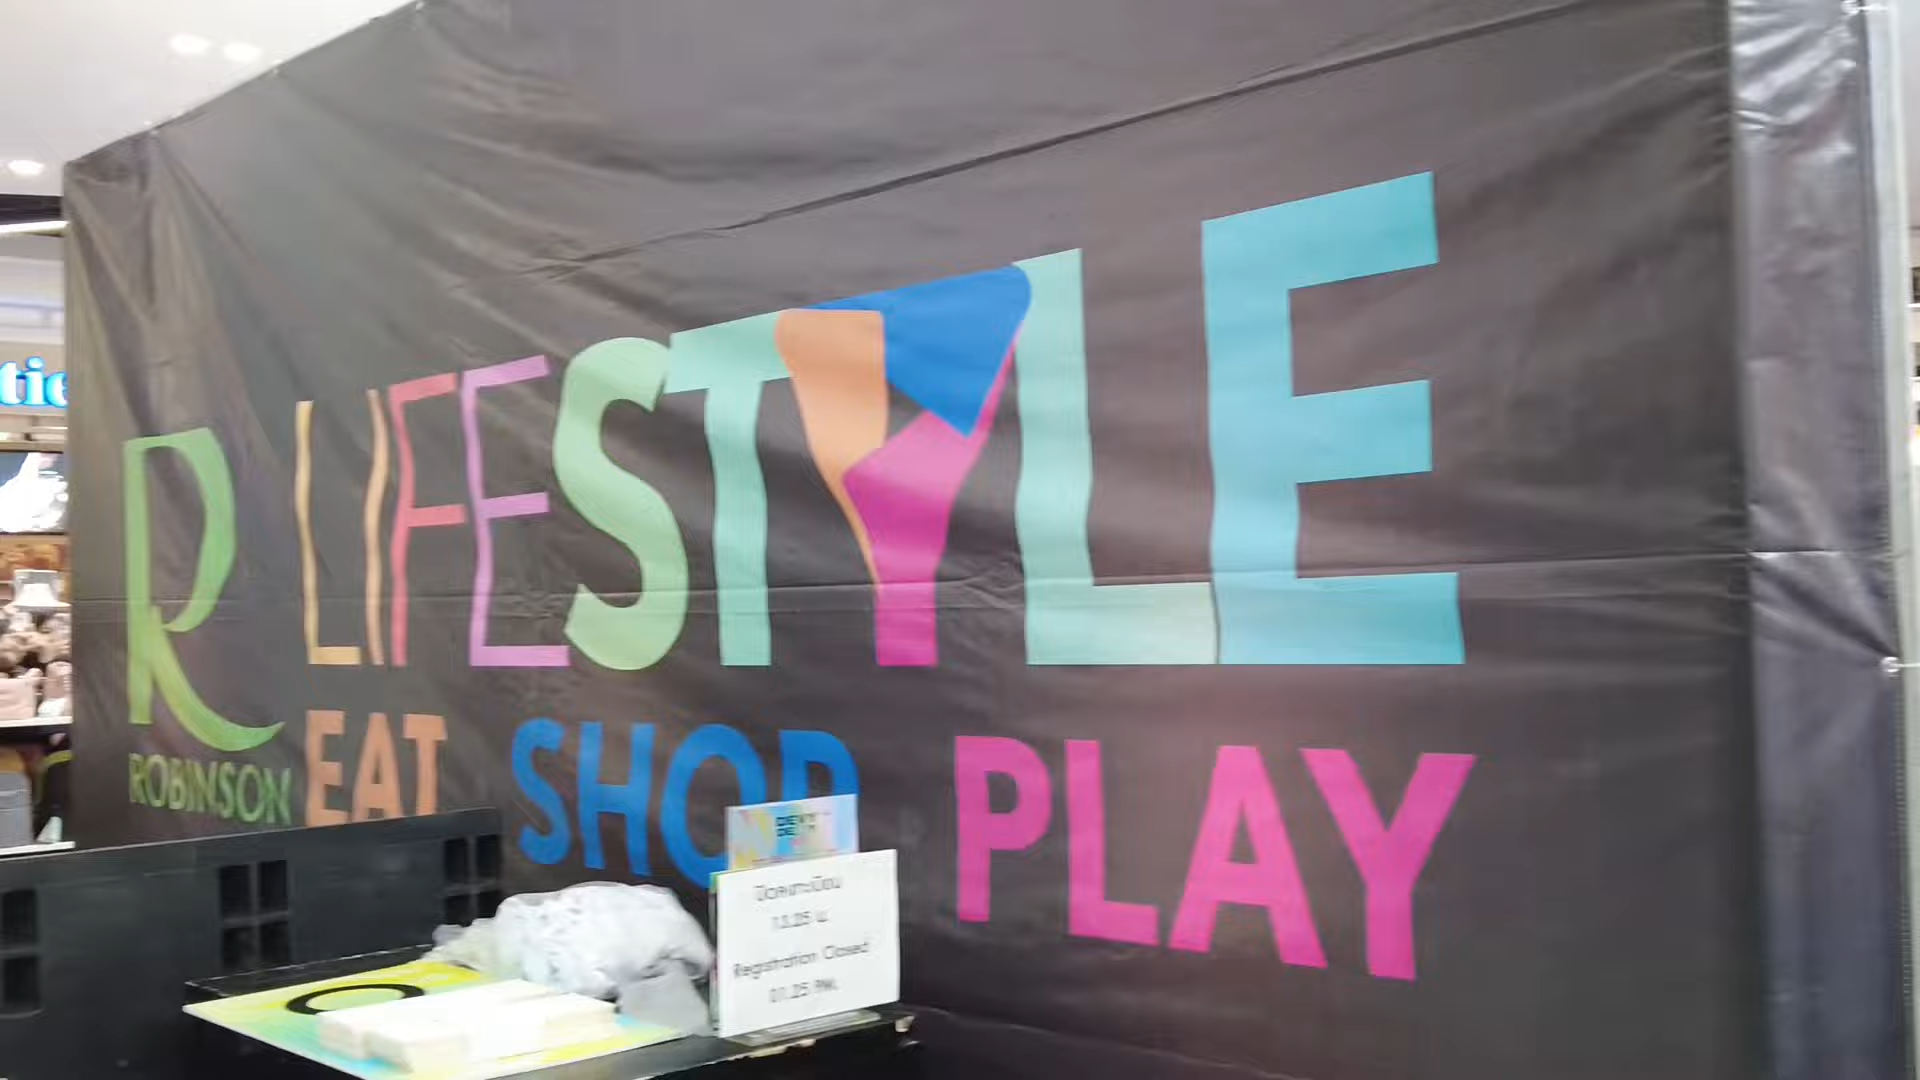 R LIFESTYLE
ROBINSON
EAT SHOP PLAY
ปิดลงทะเบียน
13.25 น.
Registration Closed
01.25 PM.